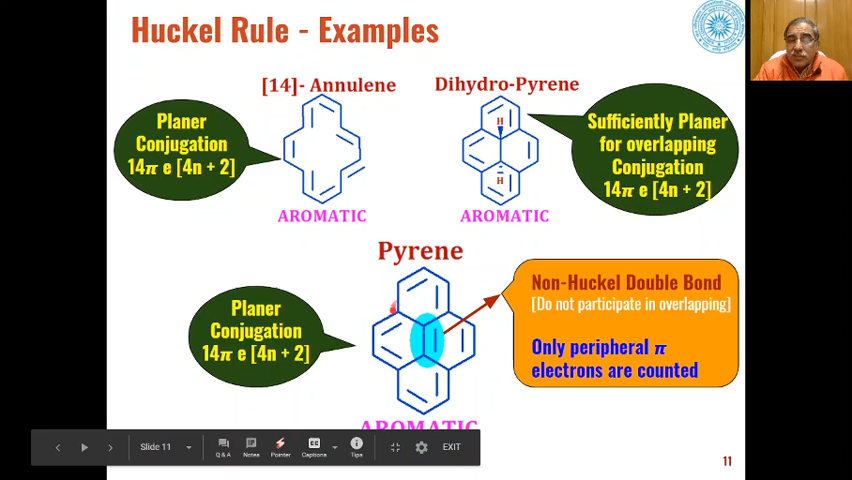 Huckel Rule - Examples
[14]- Annulene
Dihydro-Pyrene
Planer
Conjugation
14π e [4n + 2]
H
H
Sufficiently Planer
for overlapping
Conjugation
14π e [4n + 2]
AROMATIC
AROMATIC
Pyrene
Planer
Conjugation
14π e [4n + 2]
Non-Huckel Double Bond
[Do not participate in overlapping]
Only peripheral π
electrons are counted
AROMATIC
Slide 11
Q & A
Notes
Pointer
Captions
Tips
EXIT
11